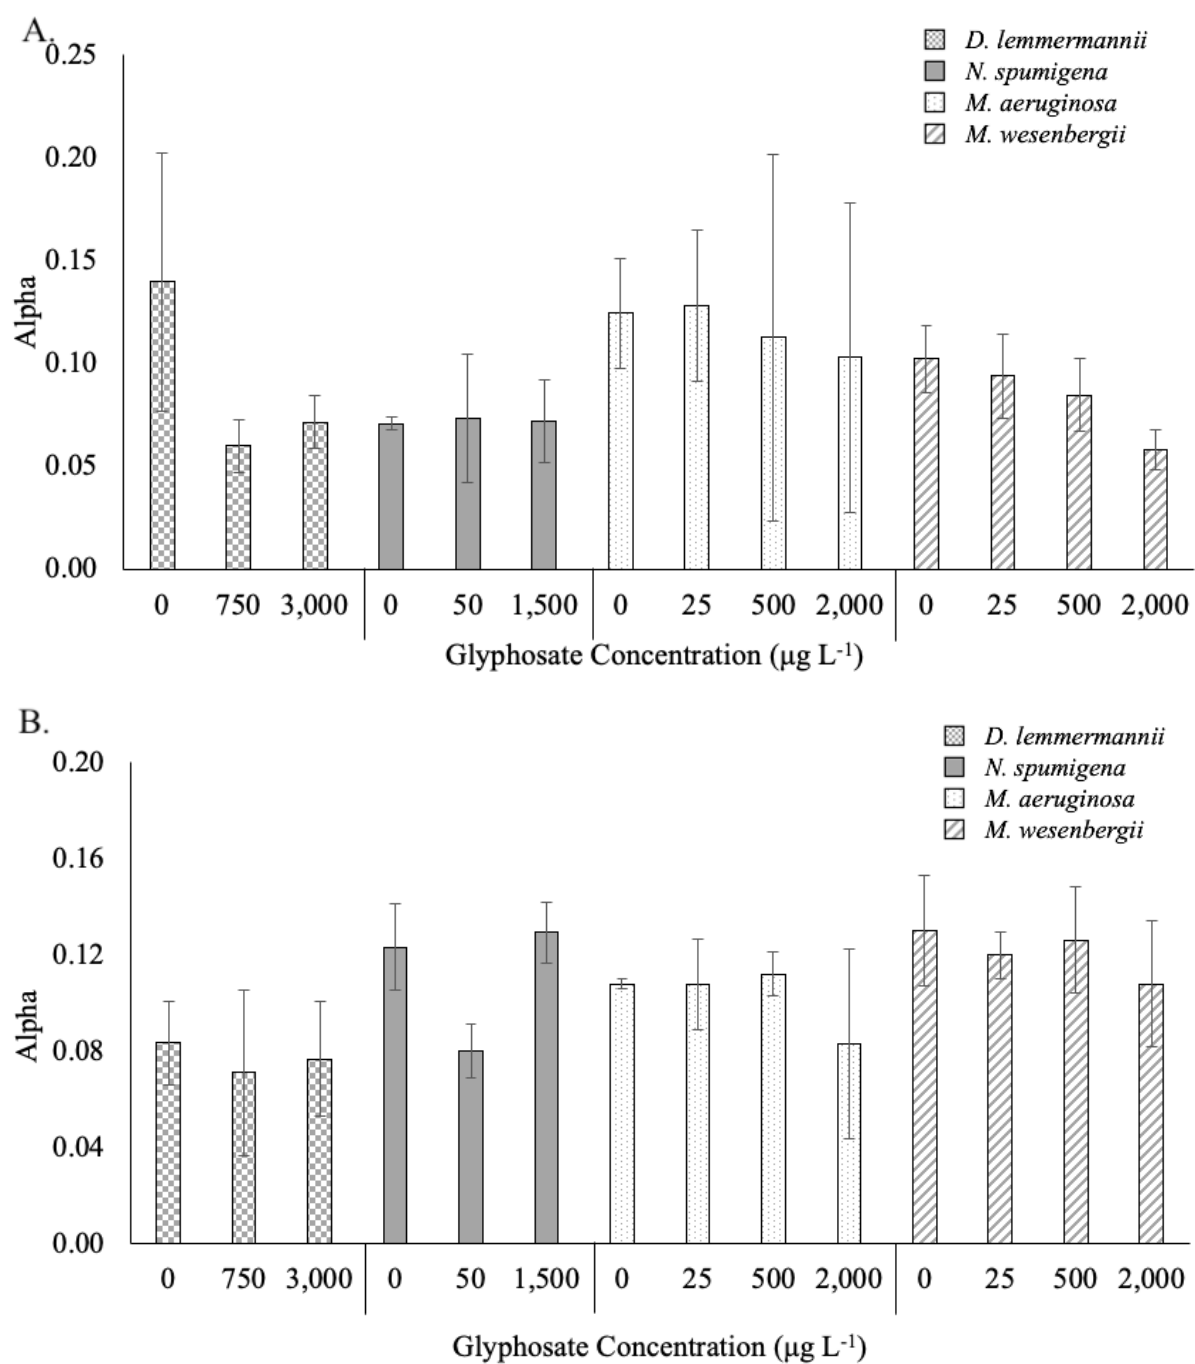 A.
D. lemmermannii
N. spumigena
M. aeruginosa
M. wesenbergii
0.25
0.20
0.15
0.10
0.05
0.00
Alpha
0 750 3,000 0 50 1,500 0 25 500 2,000 0 25 500 2,000
Glyphosate Concentration (µg L-1)
B.
D. lemmermannii
N. spumigena
M. aeruginosa
M. wesenbergii
0.20
0.16
0.12
0.08
0.04
0.00
Alpha
0 750 3,000 0 50 1,500 0 25 500 2,000 0 25 500 2,000
Glyphosate Concentration (µg L-1)